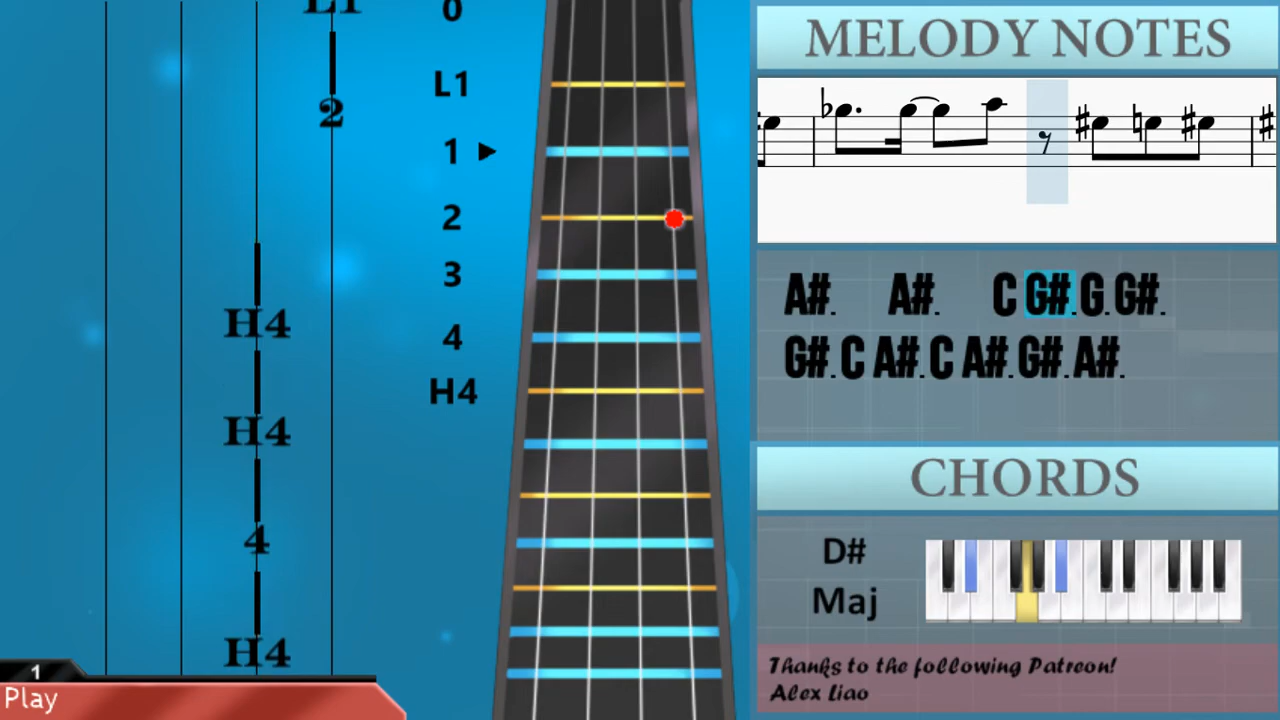 L1
2
H4
H4
4
H4
1
Play
0
L1
1
2
3
4
H4
MELODY NOTES
A#. A#. C G#. G. G#.
G#. C A#. C A#. G#. A#.
CHORDS
D#
Maj
Thanks to the following Patreon!
Alex Liao